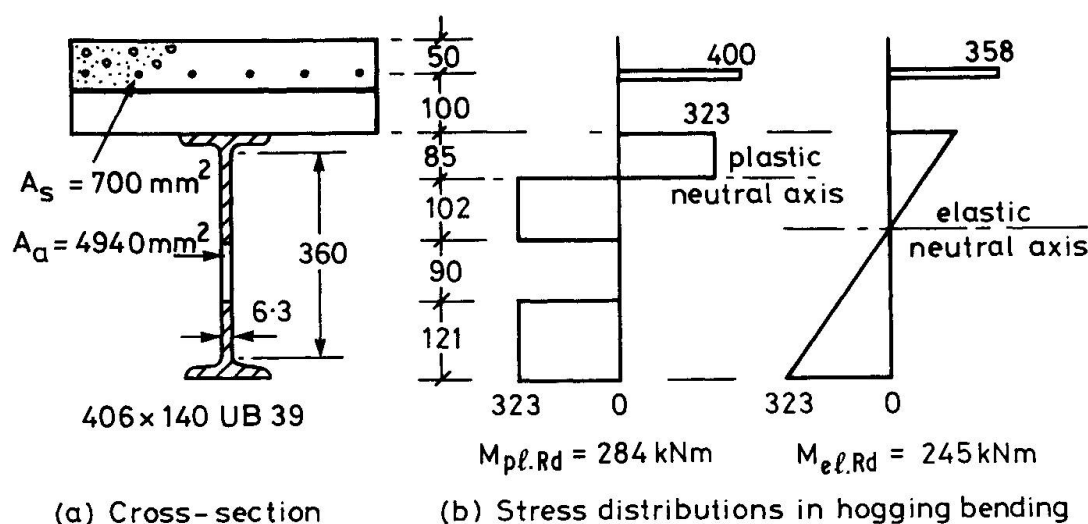 50
100
85
102
90
121
A_s = 700 mm²
A_a = 4940 mm²
360
6·3
406 × 140 UB 39
(a) Cross-section
400
323
plastic
neutral axis
323 0
M_pℓ.Rd = 284 kNm
358
elastic
neutral axis
323 0
M_eℓ.Rd = 245 kNm
(b) Stress distributions in hogging bending